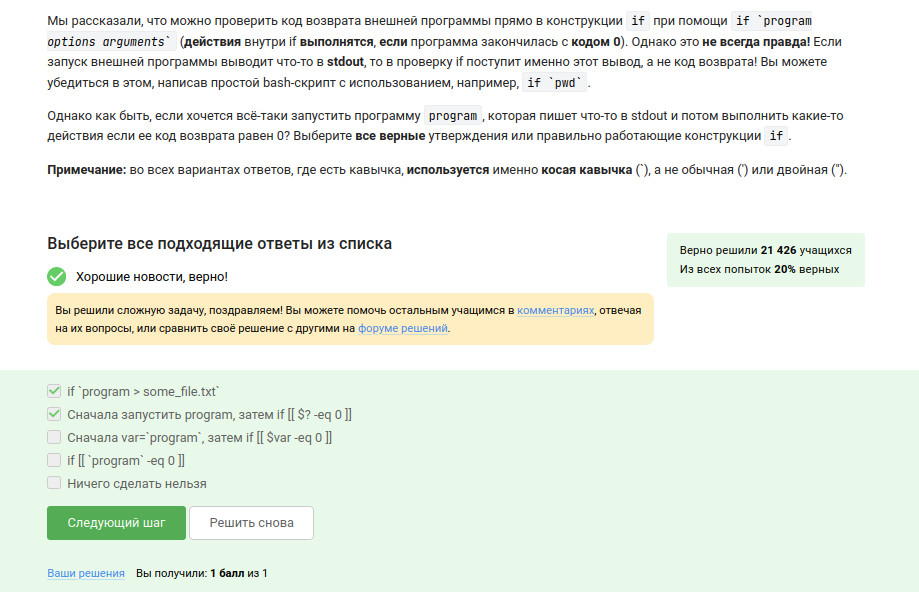 Мы рассказали, что можно проверить код возврата внешней программы прямо в конструкции if при помощи if `program
options arguments` (действия внутри if выполнятся, если программа закончилась с кодом 0). Однако это не всегда правда! Если
запуск внешней программы выводит что-то в stdout, то в проверку if поступит именно этот вывод, а не код возврата! Вы можете
убедиться в этом, написав простой bash-скрипт с использованием, например, if `pwd` .
Однако как быть, если хочется всё-таки запустить программу program , которая пишет что-то в stdout и потом выполнить какие-то
действия если ее код возврата равен 0? Выберите все верные утверждения или правильно работающие конструкции if .
Примечание: во всех вариантах ответов, где есть кавычка, используется именно косая кавычка (`), а не обычная (') или двойная (").
Выберите все подходящие ответы из списка
Верно решили 21 426 учащихся
Из всех попыток 20% верных
Хорошие новости, верно!
Вы решили сложную задачу, поздравляем! Вы можете помочь остальным учащимся в комментариях, отвечая
на их вопросы, или сравнить своё решение с другими на форуме решений.
if `program > some_file.txt`
Сначала запустить program, затем if [[ $? -eq 0 ]]
Сначала var=`program`, затем if [[ $var -eq 0 ]]
if [[ `program` -eq 0 ]]
Ничего сделать нельзя
Следующий шаг Решить снова
Ваши решения Вы получили: 1 балл из 1